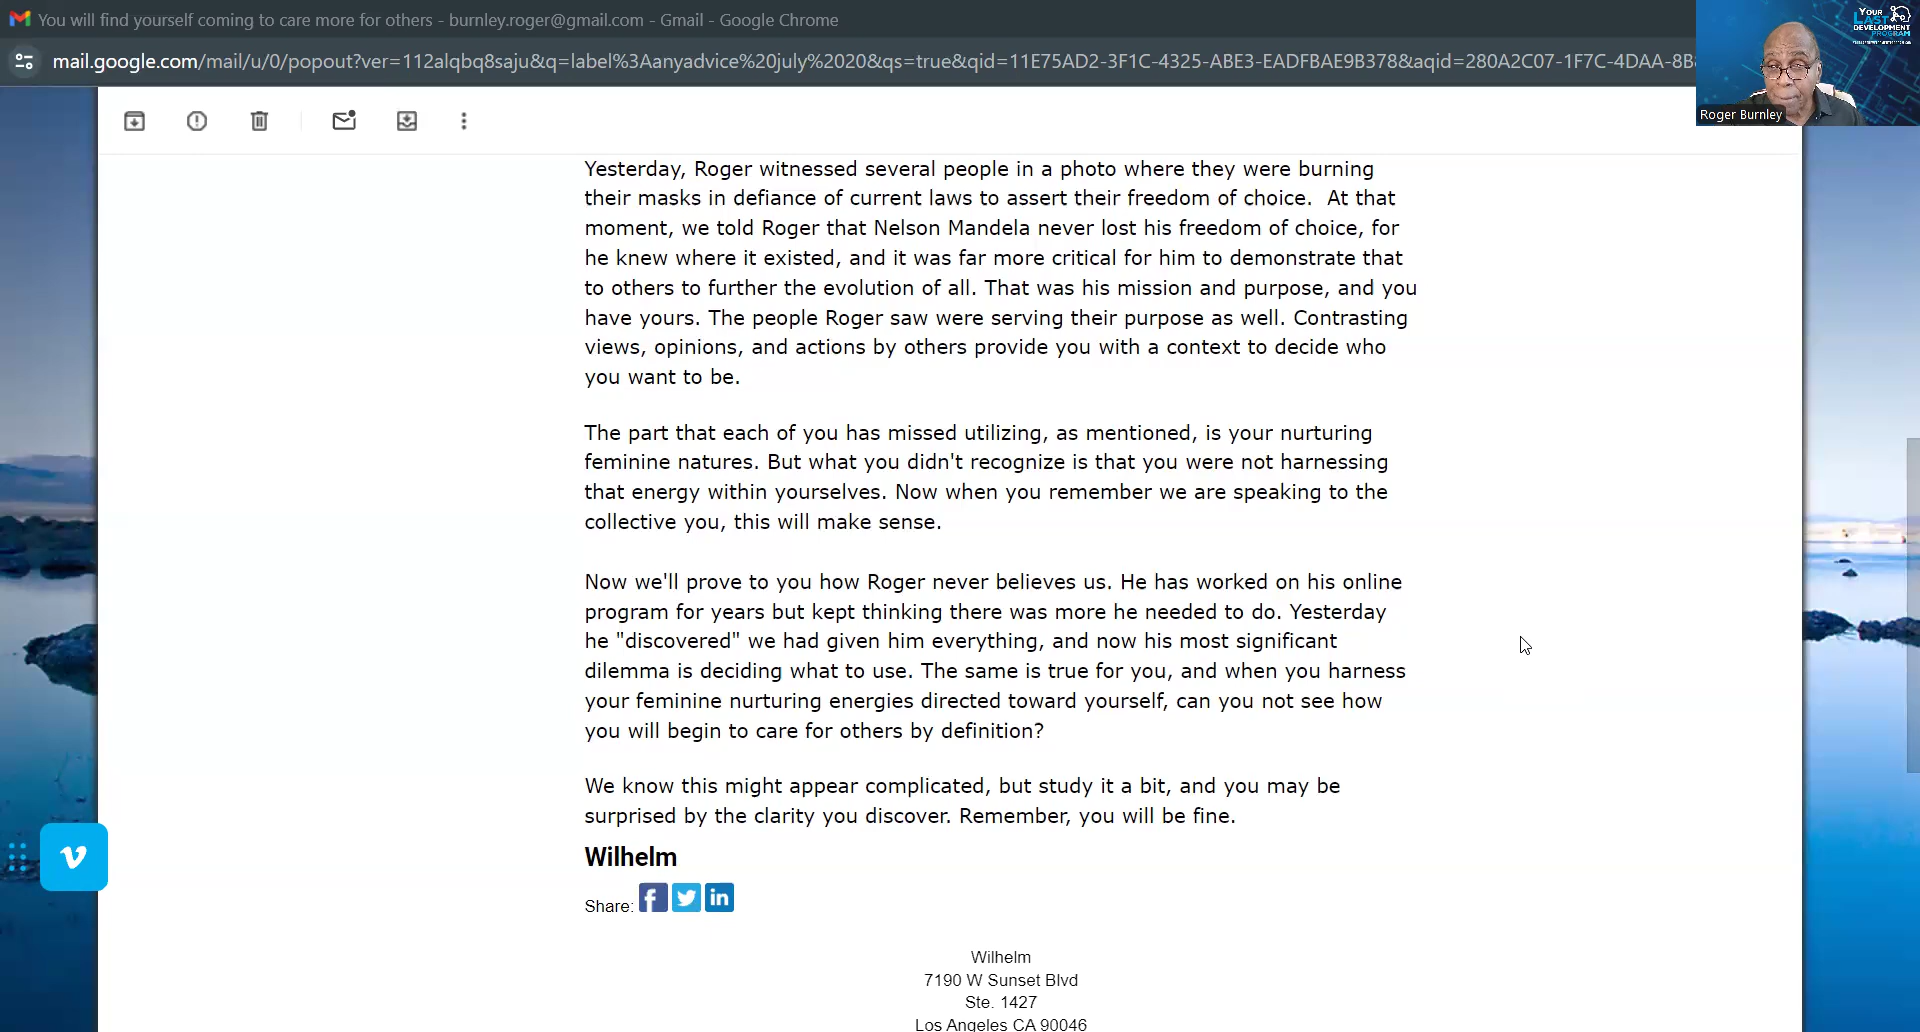 You will find yourself coming to care more for others - burnley.roger@gmail.com - Gmail - Google Chrome
mail.google.com/mail/u/0/popout?ver=112alqbq8saju&q=label%3Aanyadvice%20july%2020&qs=true&qid=11E75AD2-3F1C-4325-ABE3-EADFBAE9B378&aqid=280A2C07-1F7C-4DAA-8B
YOUR
LAST
DEVELOPMENT
PROGRAM
Roger Burnley
Yesterday, Roger witnessed several people in a photo where they were burning
their masks in defiance of current laws to assert their freedom of choice.  At that
moment, we told Roger that Nelson Mandela never lost his freedom of choice, for
he knew where it existed, and it was far more critical for him to demonstrate that
to others to further the evolution of all. That was his mission and purpose, and you
have yours. The people Roger saw were serving their purpose as well. Contrasting
views, opinions, and actions by others provide you with a context to decide who
you want to be.
The part that each of you has missed utilizing, as mentioned, is your nurturing
feminine natures. But what you didn't recognize is that you were not harnessing
that energy within yourselves. Now when you remember we are speaking to the
collective you, this will make sense.
Now we'll prove to you how Roger never believes us. He has worked on his online
program for years but kept thinking there was more he needed to do. Yesterday
he "discovered" we had given him everything, and now his most significant
dilemma is deciding what to use. The same is true for you, and when you harness
your feminine nurturing energies directed toward yourself, can you not see how
you will begin to care for others by definition?
We know this might appear complicated, but study it a bit, and you may be
surprised by the clarity you discover. Remember, you will be fine.
Wilhelm
Share:
Wilhelm
7190 W Sunset Blvd
Ste. 1427
Los Angeles CA 90046